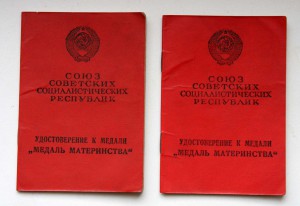 СОЮЗ
СОВЕТСКИХ
СОЦИАЛИСТИЧЕСКИХ
РЕСПУБЛИК
УДОСТОВЕРЕНИЕ К МЕДАЛИ
„МЕДАЛЬ МАТЕРИНСТВА“
СОЮЗ
СОВЕТСКИХ
СОЦИАЛИСТИЧЕСКИХ
РЕСПУБЛИК
УДОСТОВЕРЕНИЕ К МЕДАЛИ
„МЕДАЛЬ МАТЕРИНСТВА“